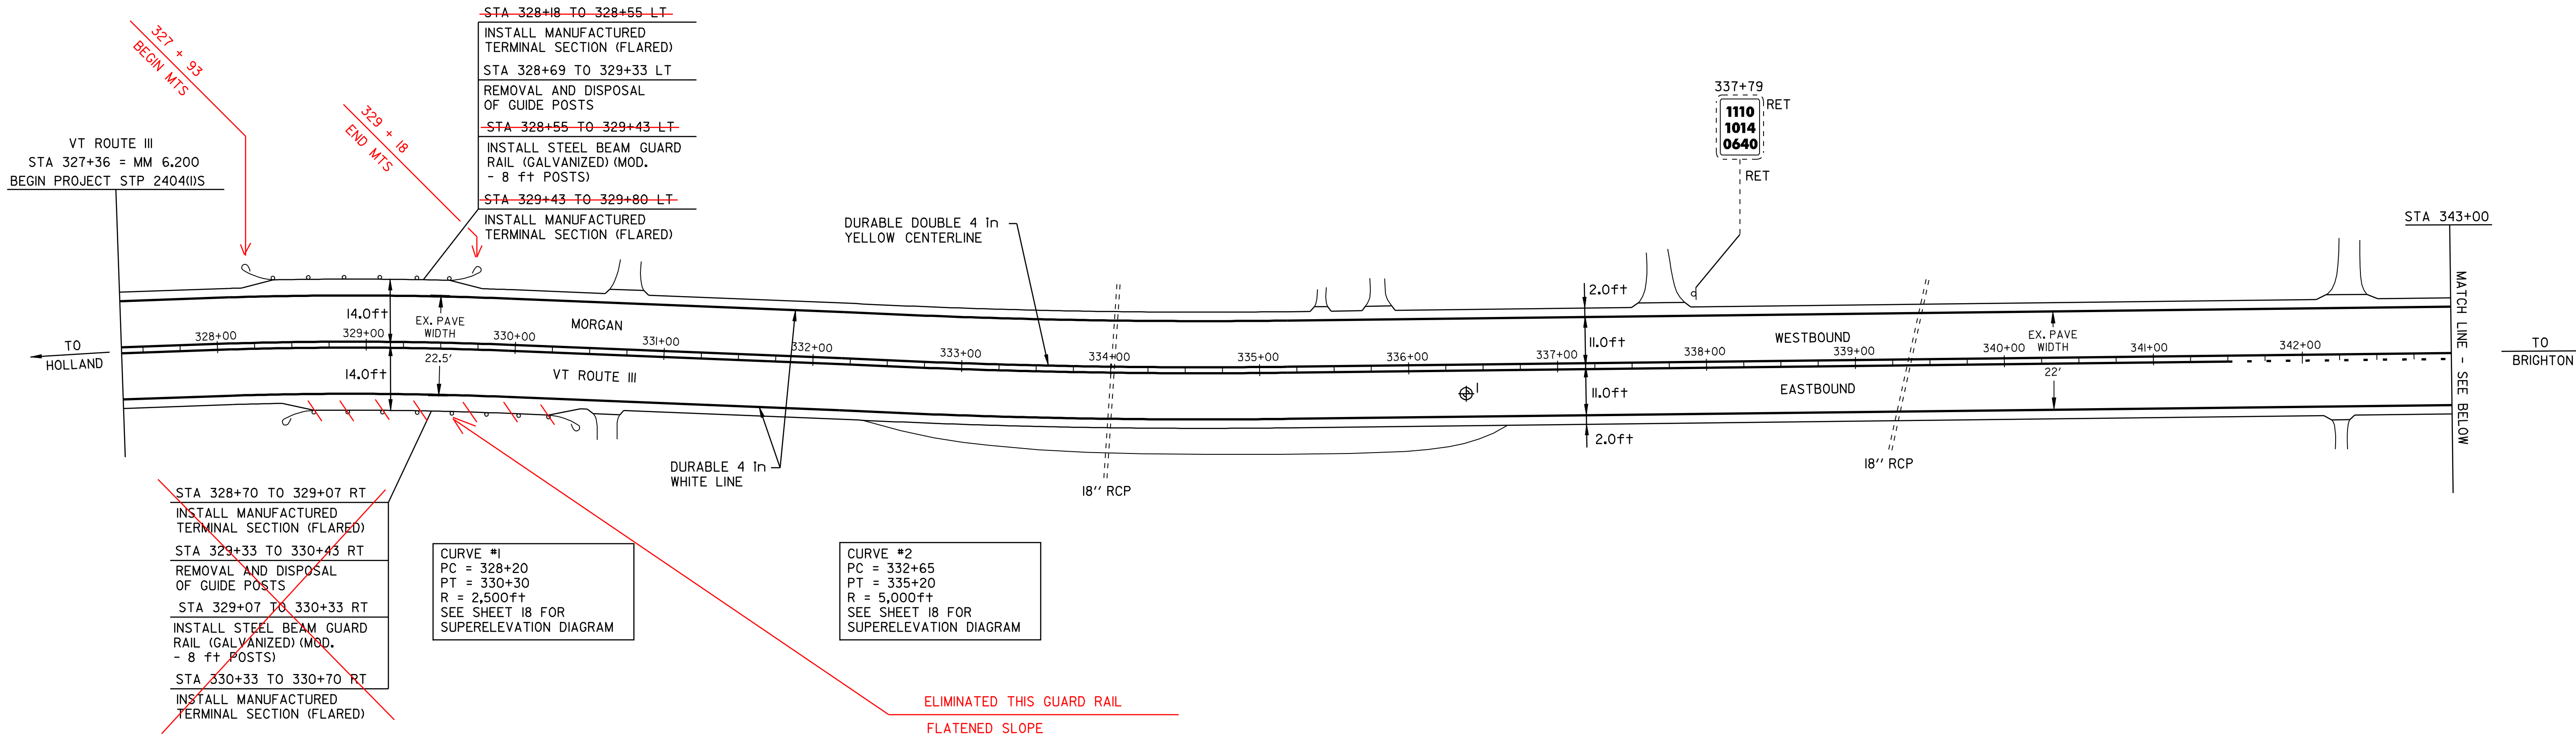 327 + 93
BEGIN MTS
329 + 18
END MTS
VT ROUTE 111
STA 327+36 = MM 6.200
BEGIN PROJECT STP 2404(1)S
STA 328+18 TO 328+55 LT
INSTALL MANUFACTURED
TERMINAL SECTION (FLARED)
STA 328+69 TO 329+33 LT
REMOVAL AND DISPOSAL
OF GUIDE POSTS
STA 328+55 TO 329+43 LT
INSTALL STEEL BEAM GUARD
RAIL (GALVANIZED) (MOD.
- 8 ft POSTS)
STA 329+43 TO 329+80 LT
INSTALL MANUFACTURED
TERMINAL SECTION (FLARED)
DURABLE DOUBLE 4 in
YELLOW CENTERLINE
337+79
1110
1014
0640
RET
RET
STA 343+00
MATCH LINE - SEE BELOW
TO
HOLLAND
TO
BRIGHTON
14.0ft
14.0ft
EX. PAVE
WIDTH
22.5'
MORGAN
VT ROUTE 111
328+00
329+00
330+00
331+00
332+00
333+00
334+00
335+00
336+00
337+00
338+00
339+00
340+00
341+00
342+00
2.0ft
11.0ft
11.0ft
2.0ft
1
WESTBOUND
EASTBOUND
EX. PAVE
WIDTH
22'
DURABLE 4 in
WHITE LINE
18'' RCP
18'' RCP
STA 328+70 TO 329+07 RT
INSTALL MANUFACTURED
TERMINAL SECTION (FLARED)
STA 329+33 TO 330+43 RT
REMOVAL AND DISPOSAL
OF GUIDE POSTS
STA 329+07 TO 330+33 RT
INSTALL STEEL BEAM GUARD
RAIL (GALVANIZED) (MOD.
- 8 ft POSTS)
STA 330+33 TO 330+70 RT
INSTALL MANUFACTURED
TERMINAL SECTION (FLARED)
CURVE #1
PC = 328+20
PT = 330+30
R = 2,500ft
SEE SHEET 18 FOR
SUPERELEVATION DIAGRAM
CURVE #2
PC = 332+65
PT = 335+20
R = 5,000ft
SEE SHEET 18 FOR
SUPERELEVATION DIAGRAM
ELIMINATED THIS GUARD RAIL
FLATENED SLOPE